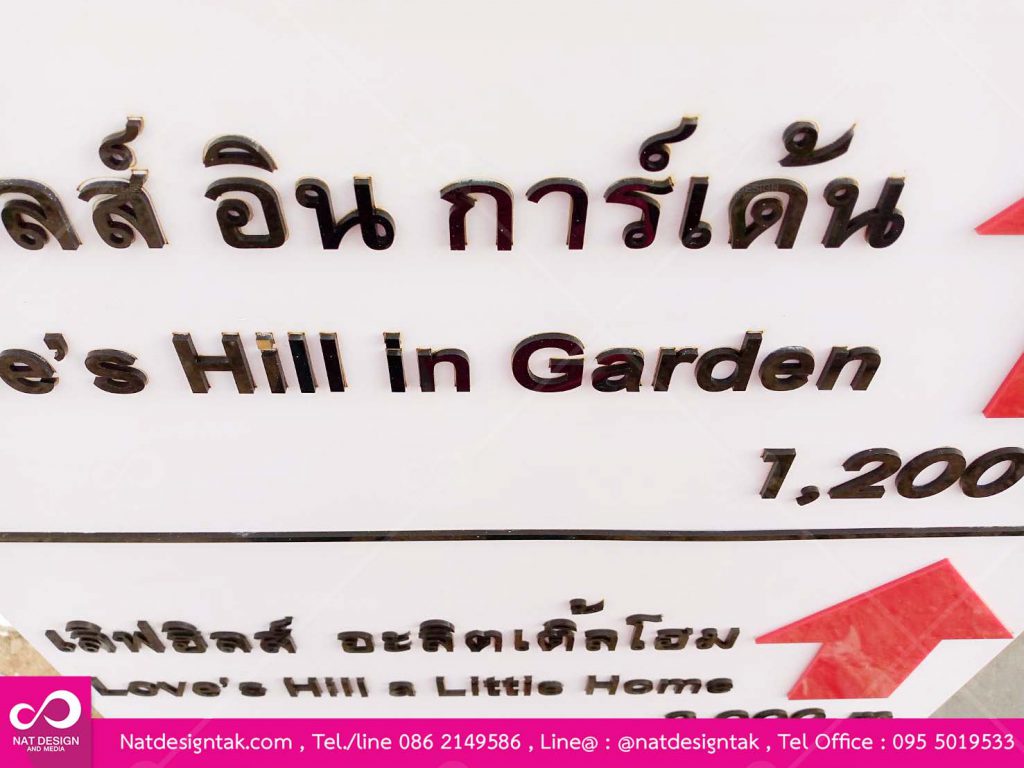 ลส์ อิน การ์เด้น
e's Hill in Garden
1,200
เลิฟฮิลล์ อะลิตเติ้ลโฮม
Love's Hill a Little Home
NAT DESIGN
AND MEDIA
Natdesigntak.com , Tel./line 086 2149586 , Line@ : @natdesigntak , Tel Office : 095 5019533